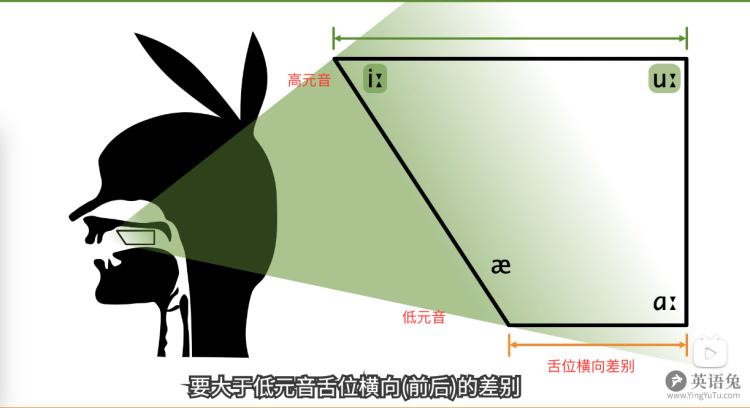 高元音
iː
uː
æ
ɑː
低元音
舌位横向差别
要大于低元音舌位横向(前后)的差别
英语兔
www.YingYuTu.com